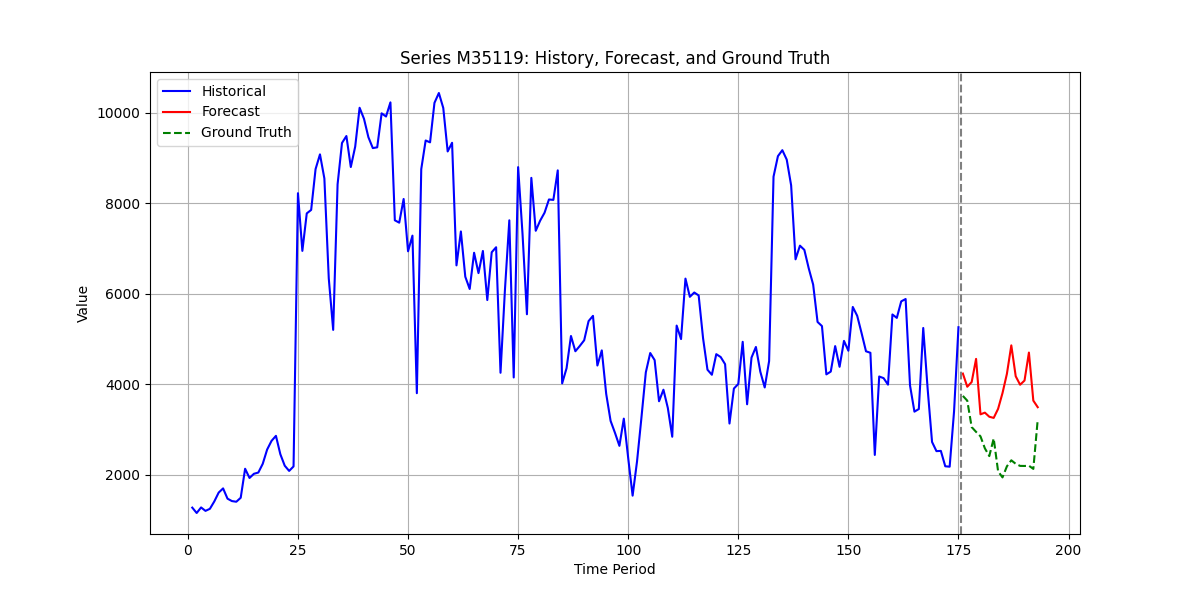 Series M35119: History, Forecast, and Ground Truth
Historical
Forecast
Ground Truth
10000
8000
6000
4000
2000
Value
0 25 50 75 100 125 150 175 200
Time Period